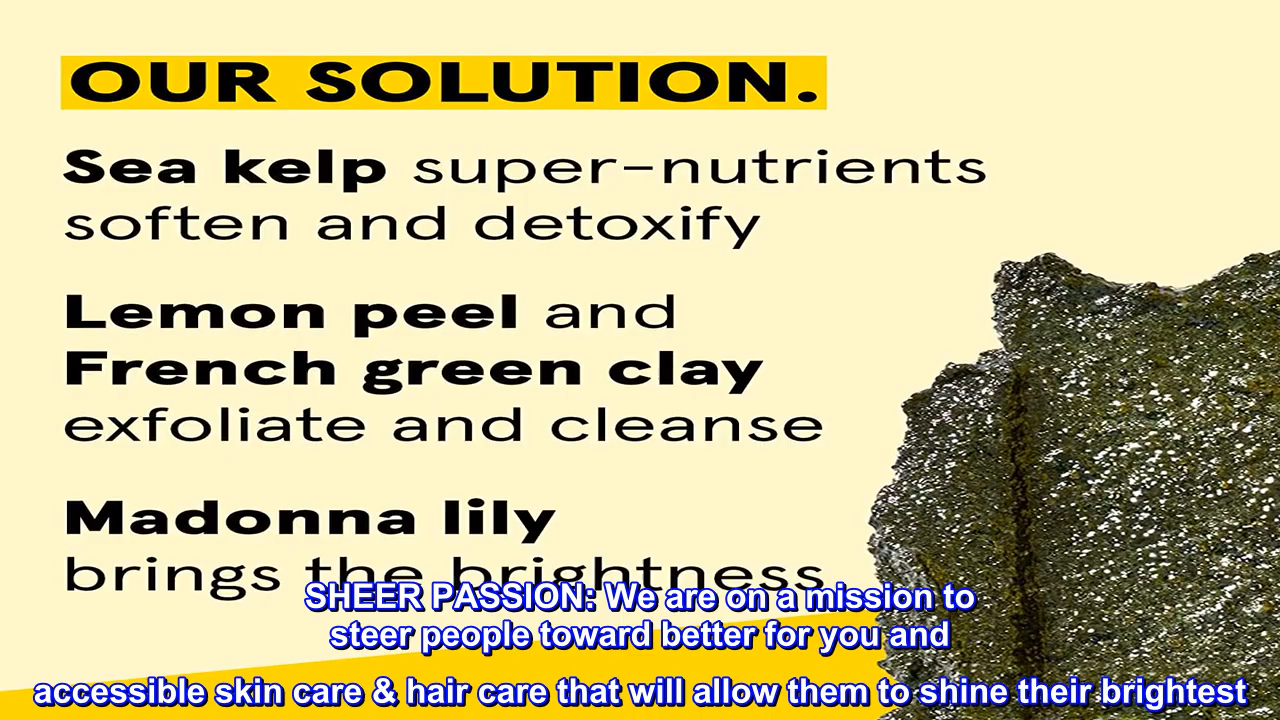 OUR SOLUTION.
Sea kelp super-nutrients
soften and detoxify
Lemon peel and
French green clay
exfoliate and cleanse
Madonna lily
brings the brightness
SHEER PASSION: We are on a mission to
steer people toward better for you and
accessible skin care & hair care that will allow them to shine their brightest